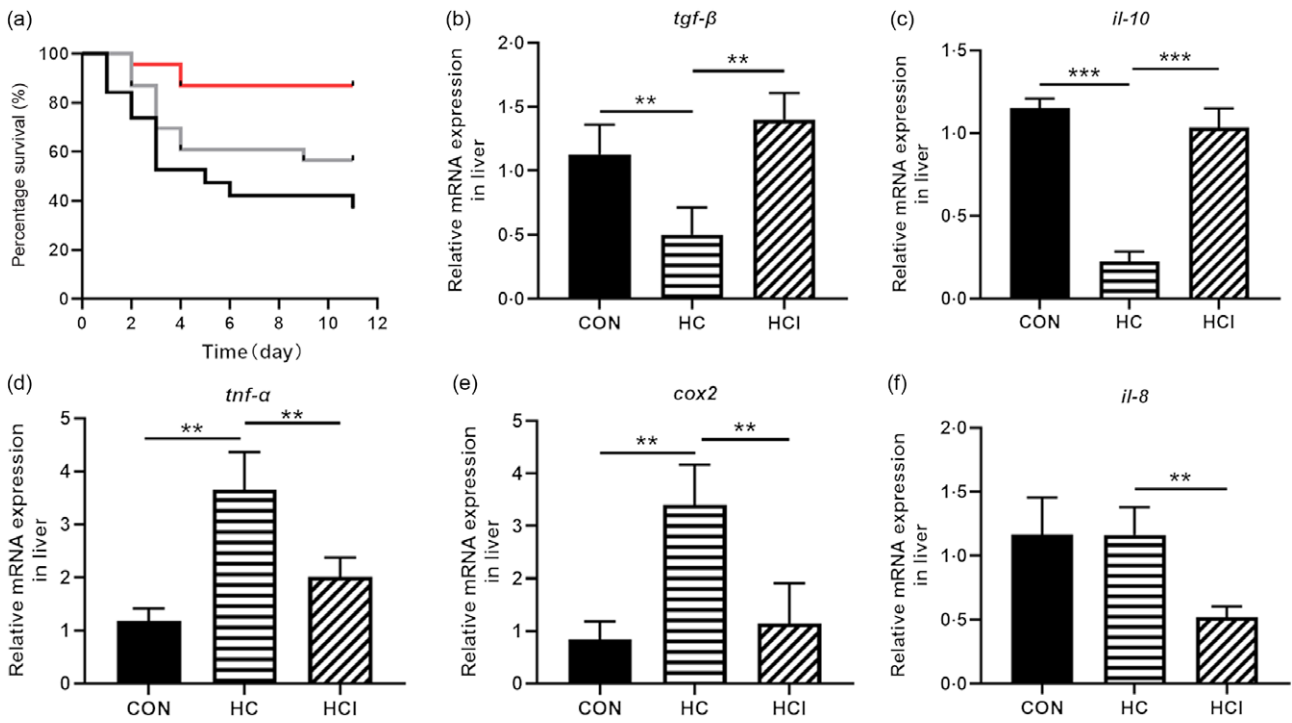 (a)
100
80
60
40
20
0
Percentage survival (%)
0 2 4 6 8 10 12
Time (day)
(b)
tgf-β
2·0
1·5
1·0
0·5
0·0
Relative mRNA expression
in liver
**
**
CON HC HCI
(c)
il-10
1·5
1·0
0·5
0·0
Relative mRNA expression
in liver
***
***
CON HC HCI
(d)
tnf-α
5
4
3
2
1
0
Relative mRNA expression
in liver
**
**
CON HC HCI
(e)
cox2
5
4
3
2
1
0
Relative mRNA expression
in liver
**
**
CON HC HCI
(f)
il-8
2·0
1·5
1·0
0·5
0·0
Relative mRNA expression
in liver
**
CON HC HCI